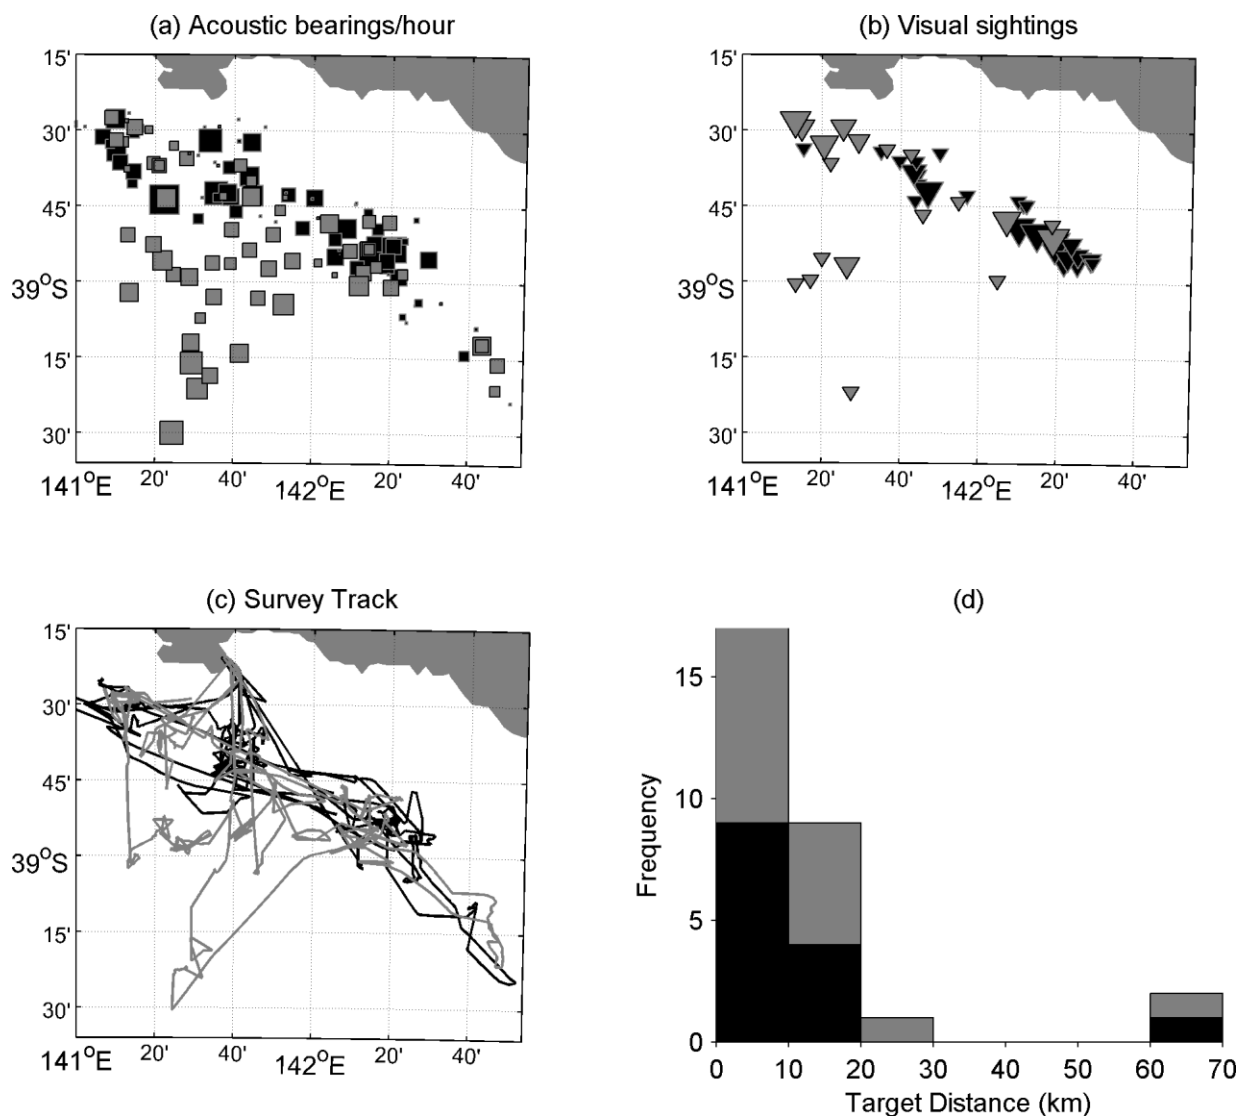 (a) Acoustic bearings/hour
15'
30'
45'
39°S
15'
30'
141°E 20' 40' 142°E 20' 40'
(b) Visual sightings
15'
30'
45'
39°S
15'
30'
141°E 20' 40' 142°E 20' 40'
(c) Survey Track
15'
30'
45'
39°S
15'
30'
141°E 20' 40' 142°E 20' 40'
(d)
Frequency
15
10
5
0
0 10 20 30 40 50 60 70
Target Distance (km)